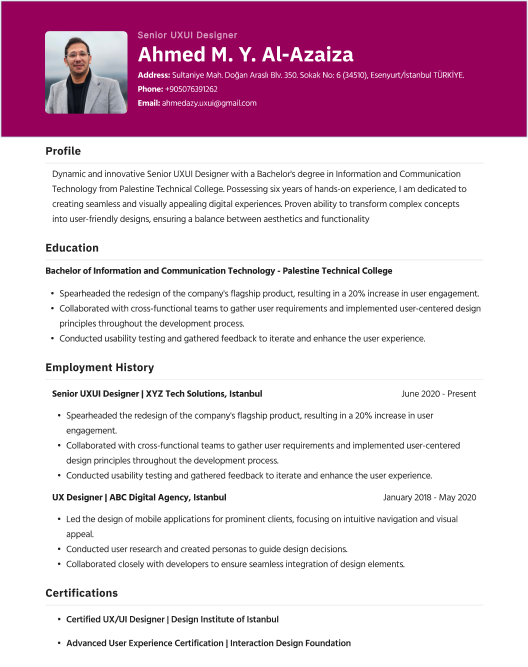 Senior UXUI Designer
Ahmed M. Y. Al-Azaiza
Address: Sultaniye Mah. Doğan Araslı Blv. 350. Sokak No: 6 (34510), Esenyurt/İstanbul TÜRKİYE.
Phone: +905076391262
Email: ahmedazy.uxui@gmail.com
Profile
Dynamic and innovative Senior UXUI Designer with a Bachelor's degree in Information and Communication
Technology from Palestine Technical College. Possessing six years of hands-on experience, I am dedicated to
creating seamless and visually appealing digital experiences. Proven ability to transform complex concepts
into user-friendly designs, ensuring a balance between aesthetics and functionality
Education
Bachelor of Information and Communication Technology - Palestine Technical College
• Spearheaded the redesign of the company's flagship product, resulting in a 20% increase in user engagement.
• Collaborated with cross-functional teams to gather user requirements and implemented user-centered design
principles throughout the development process.
• Conducted usability testing and gathered feedback to iterate and enhance the user experience.
Employment History
Senior UXUI Designer | XYZ Tech Solutions, Istanbul June 2020 - Present
• Spearheaded the redesign of the company's flagship product, resulting in a 20% increase in user
engagement.
• Collaborated with cross-functional teams to gather user requirements and implemented user-centered
design principles throughout the development process.
• Conducted usability testing and gathered feedback to iterate and enhance the user experience.
UX Designer | ABC Digital Agency, Istanbul January 2018 - May 2020
• Led the design of mobile applications for prominent clients, focusing on intuitive navigation and visual
appeal.
• Conducted user research and created personas to guide design decisions.
• Collaborated closely with developers to ensure seamless integration of design elements.
Certifications
• Certified UX/UI Designer | Design Institute of Istanbul
• Advanced User Experience Certification | Interaction Design Foundation